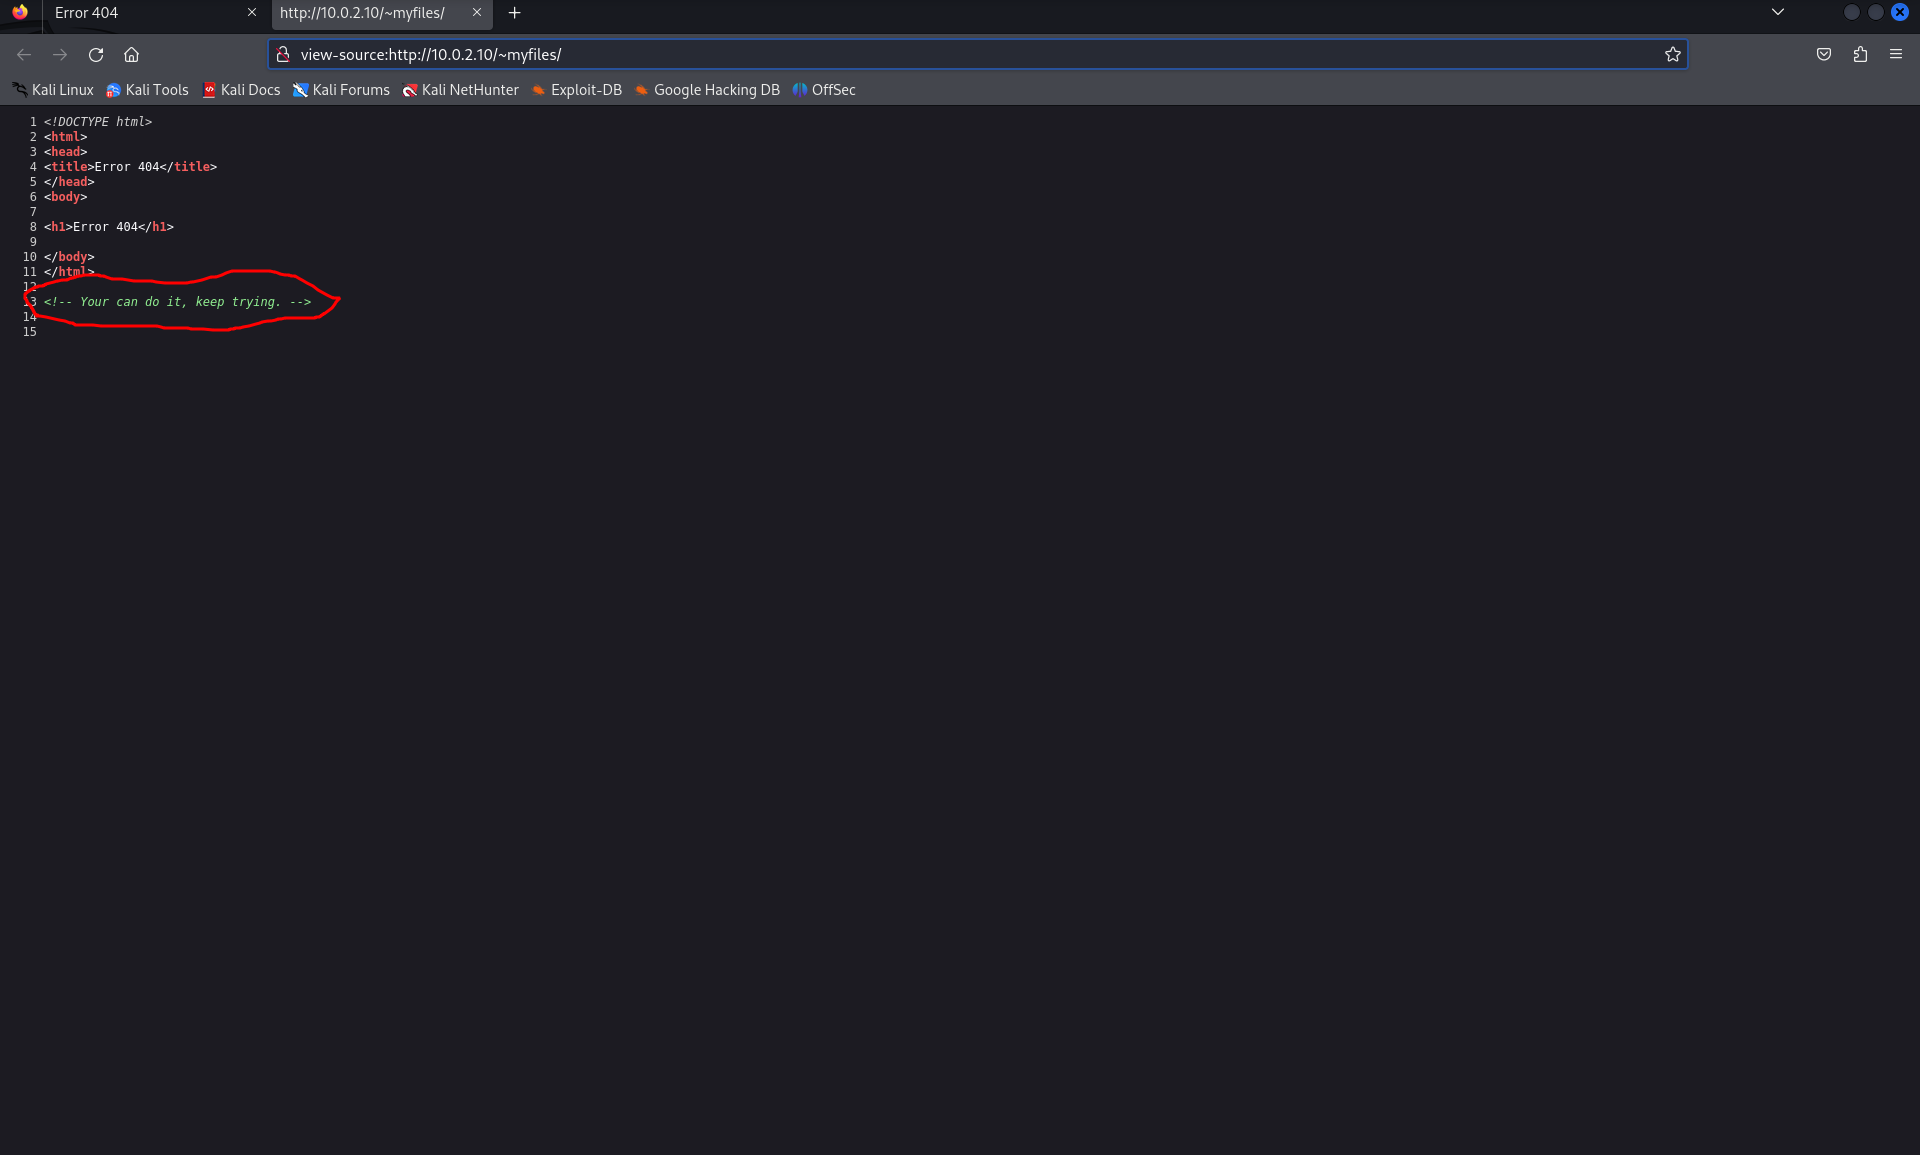 Error 404
http://10.0.2.10/~myfiles/
view-source:http://10.0.2.10/~myfiles/
Kali Linux Kali Tools Kali Docs Kali Forums Kali NetHunter Exploit-DB Google Hacking DB OffSec
1 <!DOCTYPE html>
2 <html>
3 <head>
4 <title>Error 404</title>
5 </head>
6 <body>
7
8 <h1>Error 404</h1>
9
10 </body>
11 </html>
12
13 <!-- Your can do it, keep trying. -->
14
15